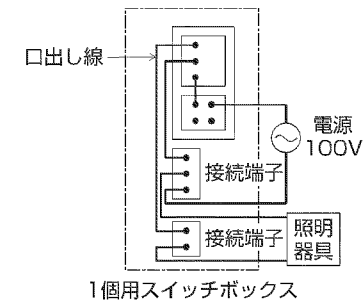 口出し線
電源
100V
接続端子
接続端子
照明
器具
1個用スイッチボックス